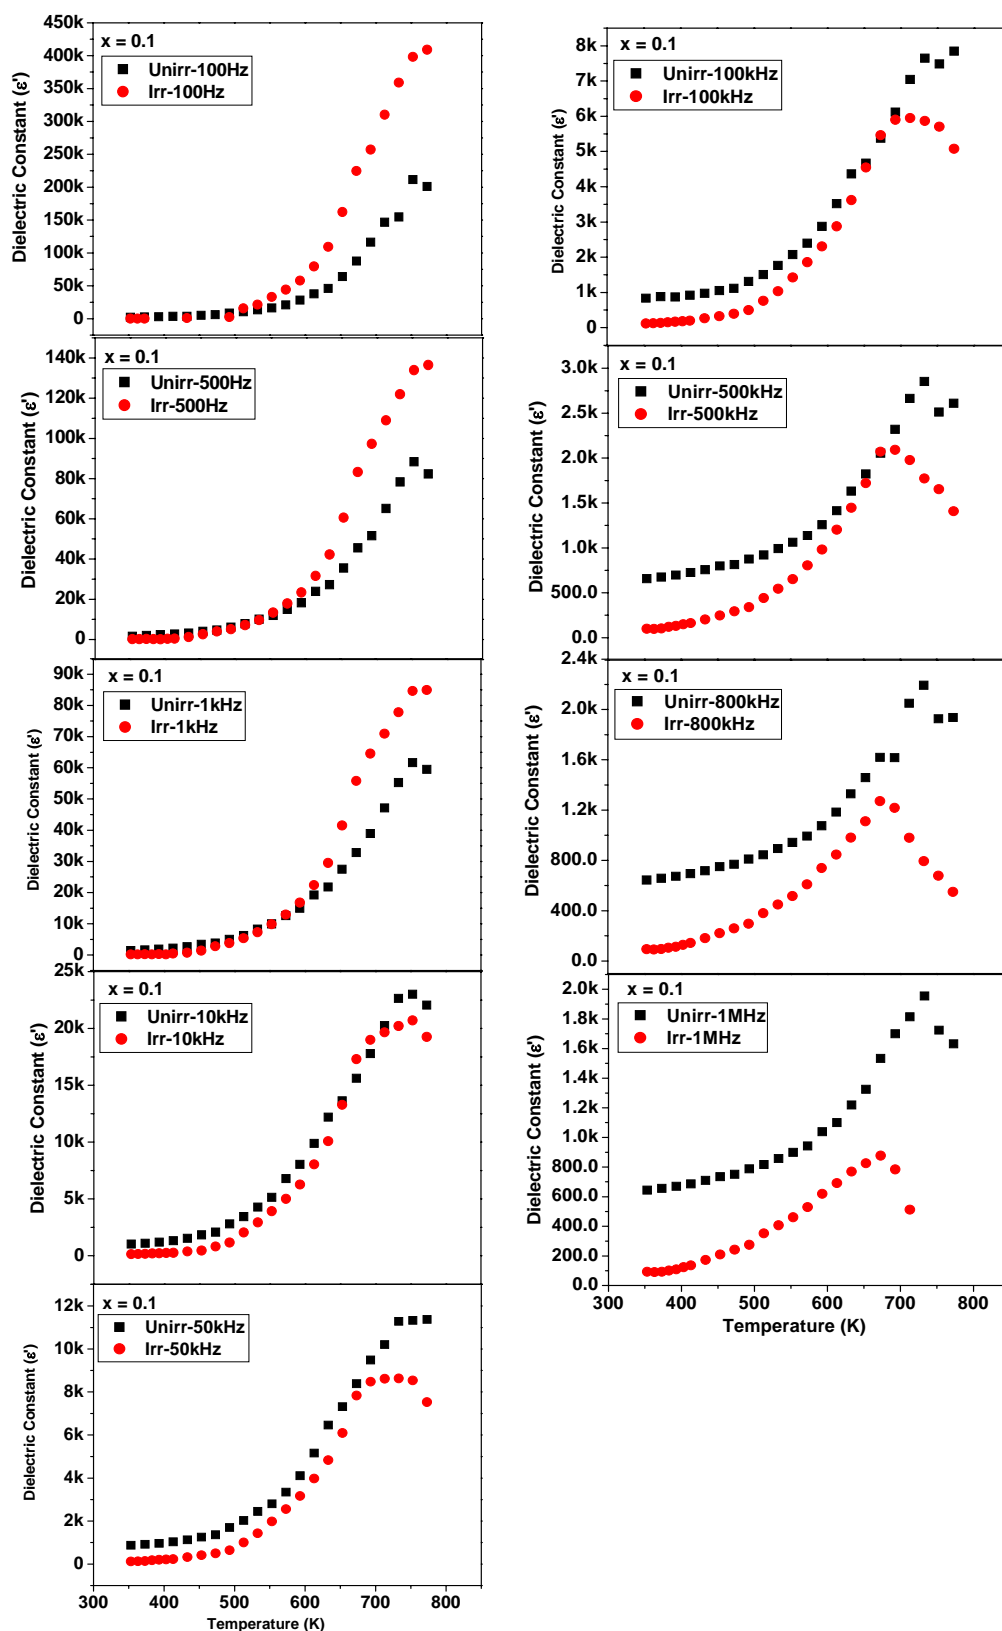 x = 0.1
Unirr-100Hz
Irr-100Hz
Dielectric Constant (ε')
450k
400k
350k
300k
250k
200k
150k
100k
50k
0
x = 0.1
Unirr-500Hz
Irr-500Hz
Dielectric Constant (ε')
140k
120k
100k
80k
60k
40k
20k
0
x = 0.1
Unirr-1kHz
Irr-1kHz
Dielectric Constant (ε')
90k
80k
70k
60k
50k
40k
30k
20k
10k
0
x = 0.1
Unirr-10kHz
Irr-10kHz
Dielectric Constant (ε')
25k
20k
15k
10k
5k
0
x = 0.1
Unirr-50kHz
Irr-50kHz
Dielectric Constant (ε')
12k
10k
8k
6k
4k
2k
0
300 400 500 600 700 800
Temperature (K)
x = 0.1
Unirr-100kHz
Irr-100kHz
Dielectric Constant (ε')
8k
7k
6k
5k
4k
3k
2k
1k
0
x = 0.1
Unirr-500kHz
Irr-500kHz
Dielectric Constant (ε')
3.0k
2.5k
2.0k
1.5k
1.0k
500.0
0.0
x = 0.1
Unirr-800kHz
Irr-800kHz
Dielectric Constant (ε')
2.4k
2.0k
1.6k
1.2k
800.0
400.0
0.0
x = 0.1
Unirr-1MHz
Irr-1MHz
Dielectric Constant (ε')
2.0k
1.8k
1.6k
1.4k
1.2k
1.0k
800.0
600.0
400.0
200.0
0.0
300 400 500 600 700 800
Temperature (K)